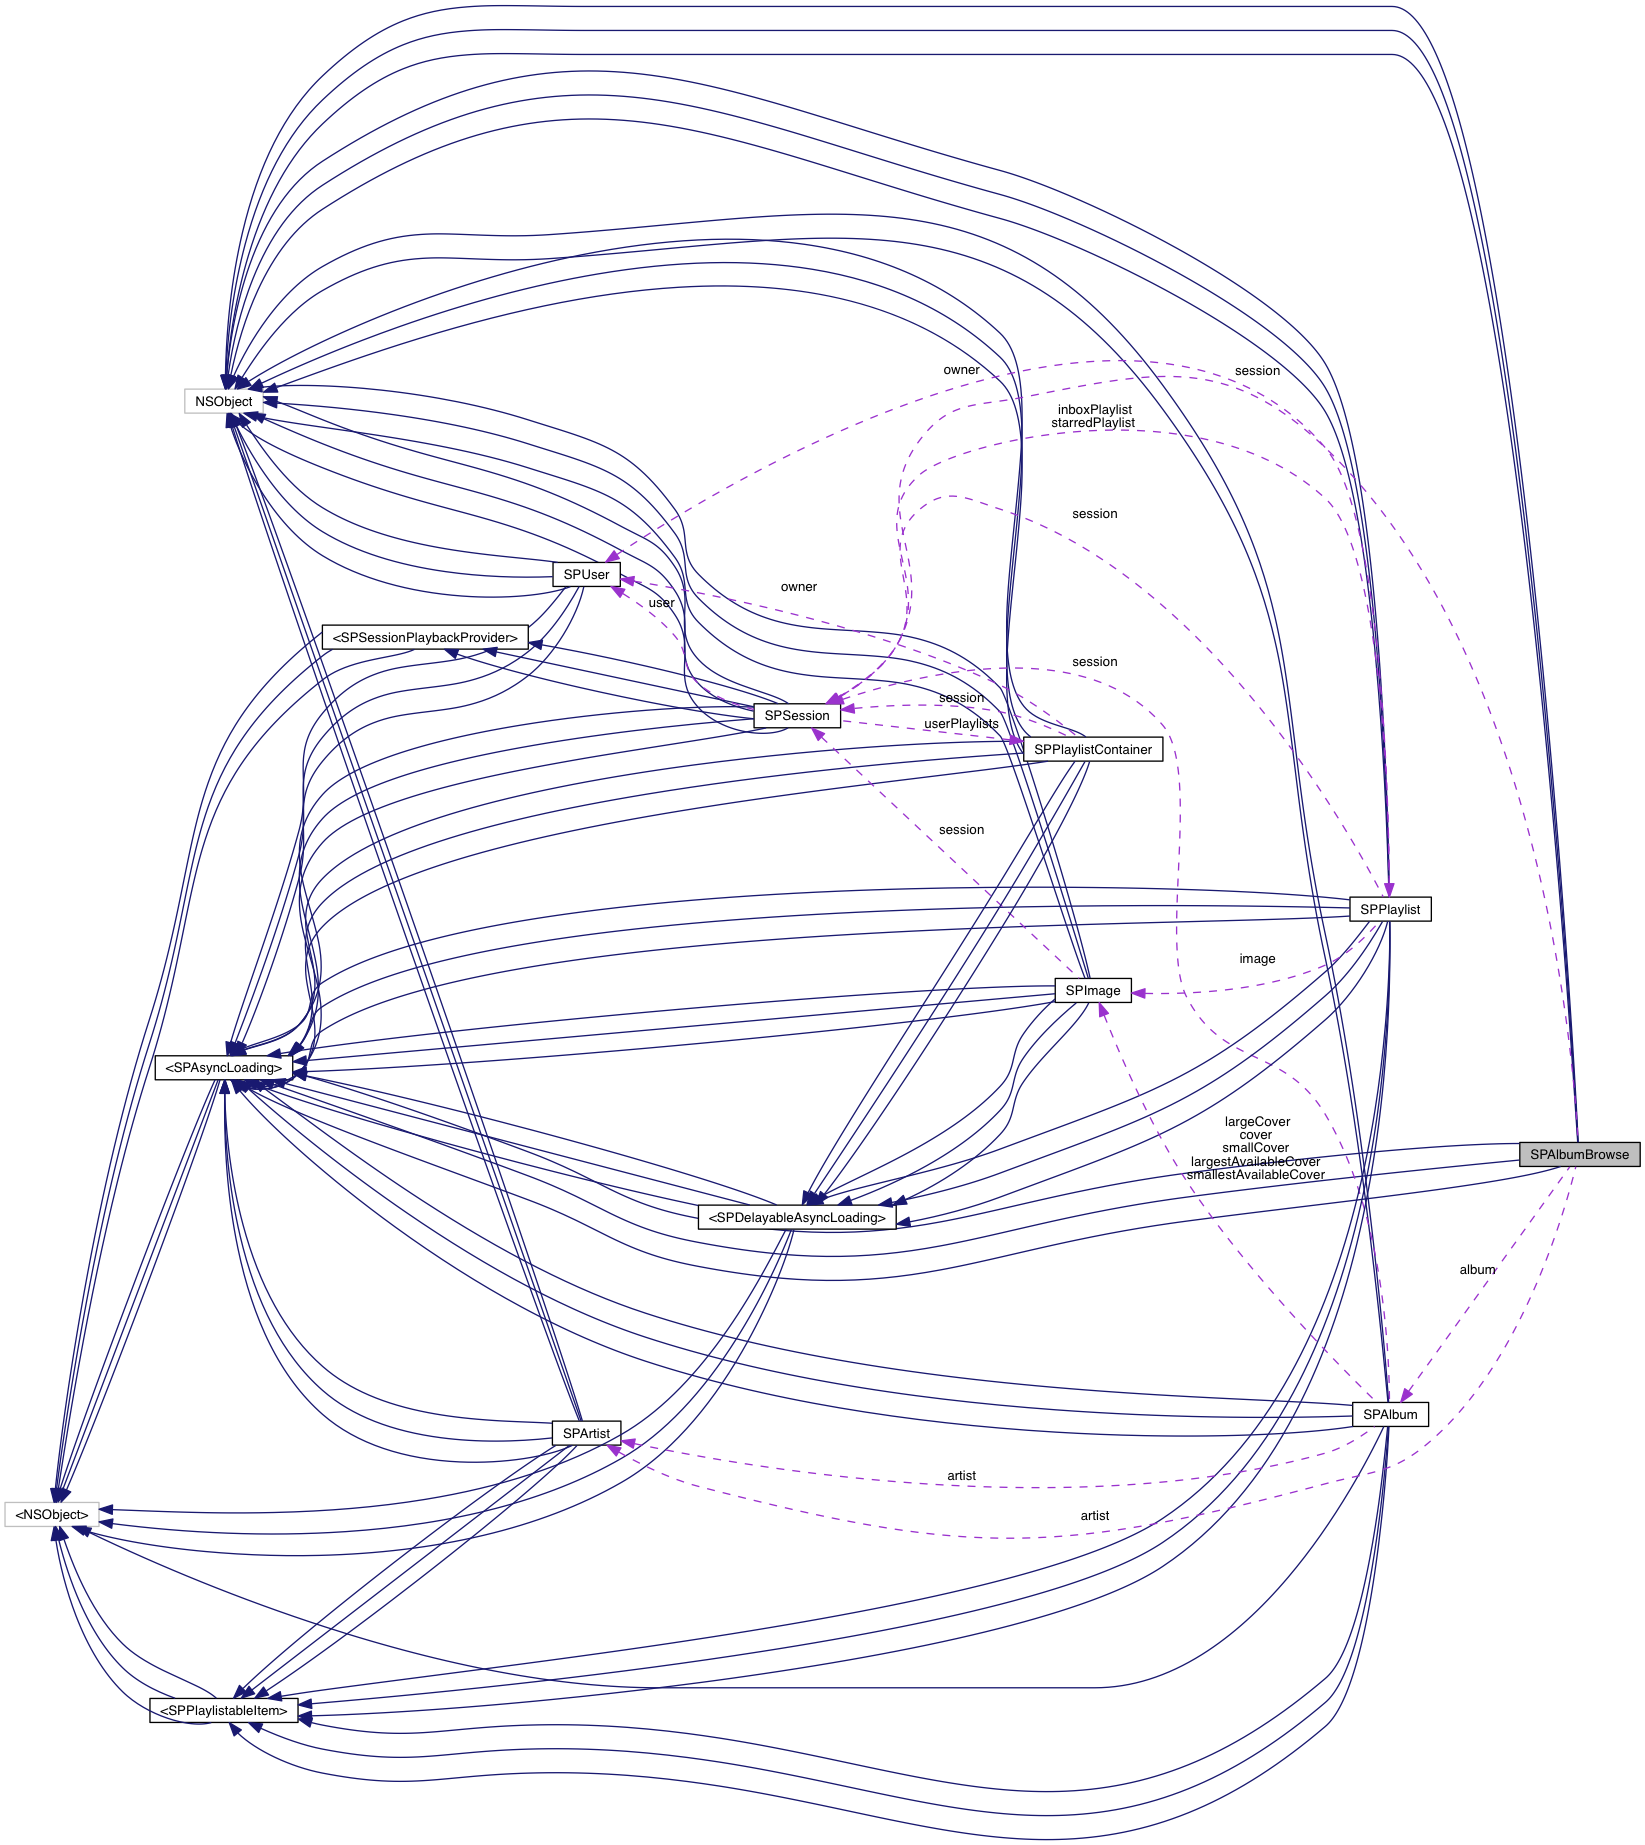 owner
session
NSObject
inboxPlaylist
starredPlaylist
session
SPUser
owner
user
<SPSessionPlaybackProvider>
session
session
SPSession
userPlaylists
SPPlaylistContainer
session
SPPlaylist
image
SPImage
<SPAsyncLoading>
largeCover
cover
smallCover
largestAvailableCover
smallestAvailableCover
SPAlbumBrowse
<SPDelayableAsyncLoading>
album
SPAlbum
SPArtist
artist
<NSObject>
artist
<SPPlaylistableItem>